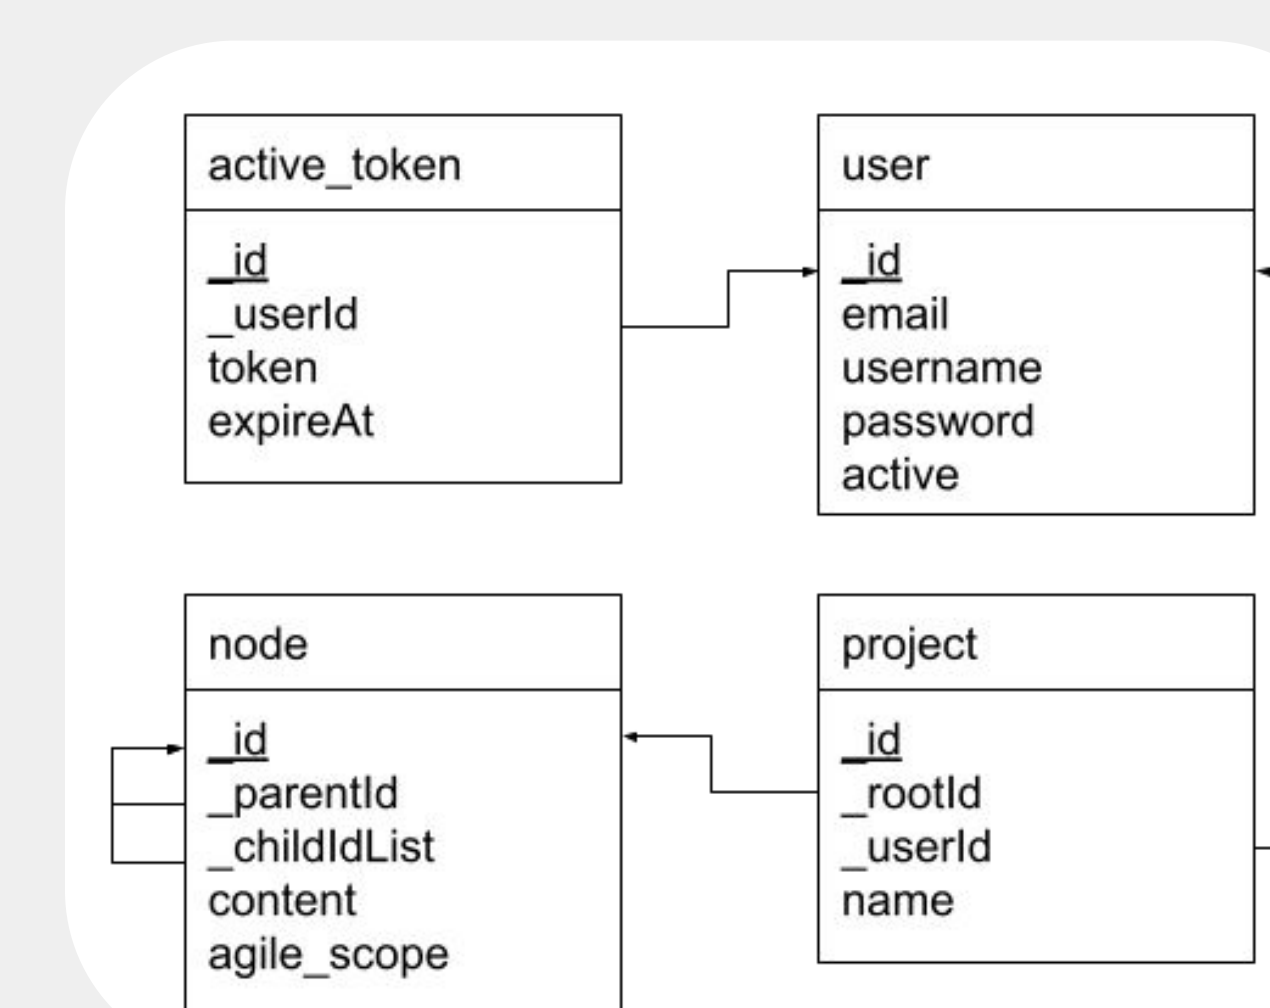 active_token
_id
_userId
token
expireAt
user
_id
email
username
password
active
node
_id
_parentId
_childIdList
content
agile_scope
project
_id
_rootId
_userId
name